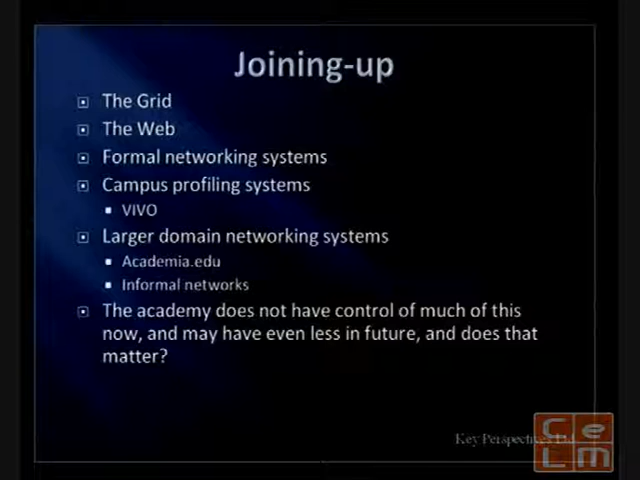 Joining-up
The Grid
The Web
Formal networking systems
Campus profiling systems
VIVO
Larger domain networking systems
Academia.edu
Informal networks
The academy does not have control of much of this
now, and may have even less in future, and does that
matter?
Key Perspectives Ltd
C e
L m